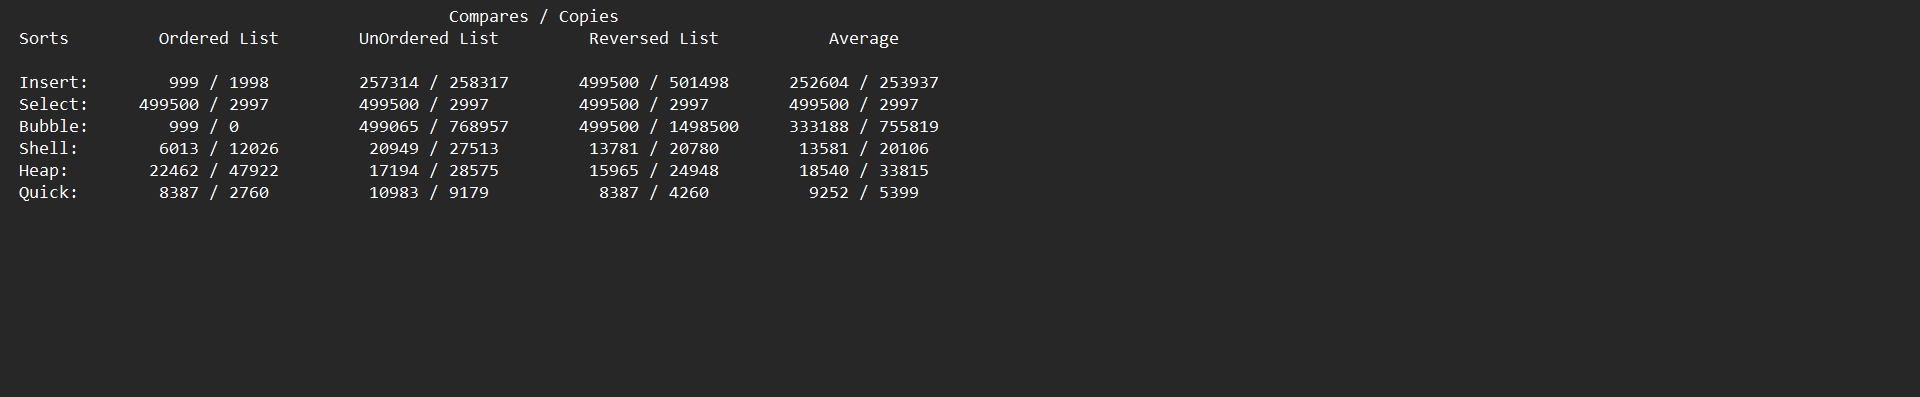 Compares / Copies
Sorts Ordered List UnOrdered List Reversed List Average
Insert: 999 / 1998 257314 / 258317 499500 / 501498 252604 / 253937
Select: 499500 / 2997 499500 / 2997 499500 / 2997 499500 / 2997
Bubble: 999 / 0 499065 / 768957 499500 / 1498500 333188 / 755819
Shell: 6013 / 12026 20949 / 27513 13781 / 20780 13581 / 20106
Heap: 22462 / 47922 17194 / 28575 15965 / 24948 18540 / 33815
Quick: 8387 / 2760 10983 / 9179 8387 / 4260 9252 / 5399